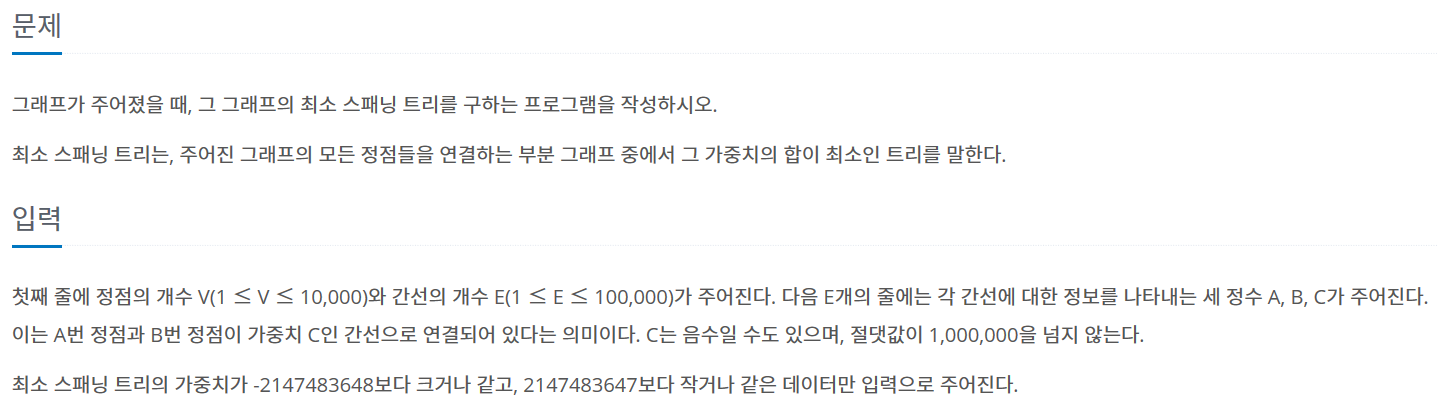 문제
그래프가 주어졌을 때, 그 그래프의 최소 스패닝 트리를 구하는 프로그램을 작성하시오.
최소 스패닝 트리는, 주어진 그래프의 모든 정점들을 연결하는 부분 그래프 중에서 그 가중치의 합이 최소인 트리를 말한다.
입력
첫째 줄에 정점의 개수 V(1 ≤ V ≤ 10,000)와 간선의 개수 E(1 ≤ E ≤ 100,000)가 주어진다. 다음 E개의 줄에는 각 간선에 대한 정보를 나타내는 세 정수 A, B, C가 주어진다.
이는 A번 정점과 B번 정점이 가중치 C인 간선으로 연결되어 있다는 의미이다. C는 음수일 수도 있으며, 절댓값이 1,000,000을 넘지 않는다.
최소 스패닝 트리의 가중치가 -2147483648보다 크거나 같고, 2147483647보다 작거나 같은 데이터만 입력으로 주어진다.